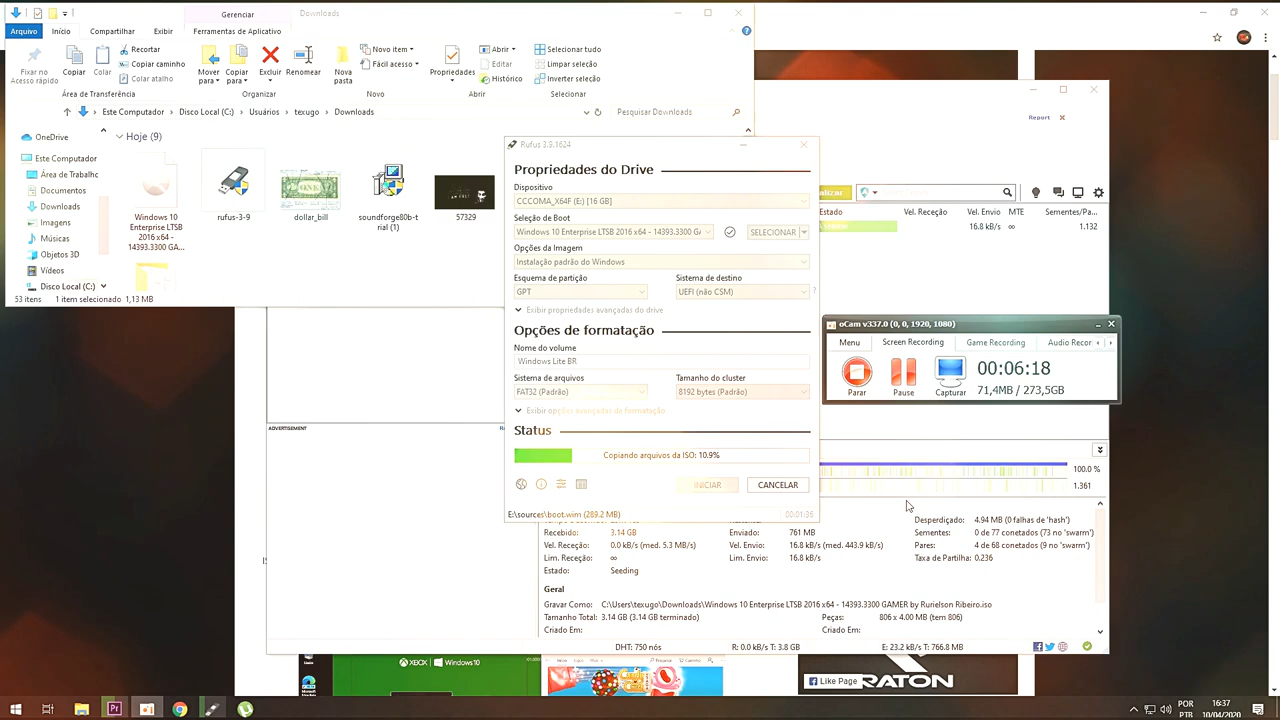 Gerenciar
Downloads
Arquivo
Início
Compartilhar
Exibir
Ferramentas de Aplicativo
Fixar no
Acesso rápido
Copiar
Colar
Recortar
Copiar caminho
Colar atalho
Área de Transferência
Mover
para
Copiar
para
Excluir
Renomear
Organizar
Nova
pasta
Novo item
Fácil acesso
Novo
Propriedades
Abrir
Editar
Histórico
Abrir
Selecionar tudo
Limpar seleção
Inverter seleção
Selecionar
Este Computador > Disco Local (C:) > Usuários > texugo > Downloads
Pesquisar Downloads
OneDrive
Este Computador
Área de Trabalhc
Documentos
Downloads
Imagens
Músicas
Objetos 3D
Vídeos
Disco Local (C:)
Hoje (9)
Windows 10
Enterprise LTSB
2016 x64 -
14393.3300
GA...
rufus-3-9
dollar_bill
soundforge80b-t
rial (1)
57329
53 itens
1 item selecionado 1,13 MB
Rufus 3.9.1624
Propriedades do Drive
Dispositivo
CCCOMA_X64F (E:) [16 GB]
Seleção de Boot
Windows 10 Enterprise LTSB 2016 x64 - 14393.3300 GA
SELECIONAR
Opções da Imagem
Instalação padrão do Windows
Esquema de partição
Sistema de destino
GPT
UEFI (não CSM)
?
Exibir propriedades avançadas do drive
Opções de formatação
Nome do volume
Windows Lite BR
Sistema de arquivos
Tamanho do cluster
FAT32 (Padrão)
8192 bytes (Padrão)
Exibir opções avançadas de formatação
Status
Copiando arquivos da ISO: 10.9%
INICIAR
CANCELAR
E:\sources\boot.wim (289.2 MB)
00:01:36
Report
Estado
Vel. Receção
Vel. Envio
MTE
Sementes/Pa...
16.8 kB/s
∞
1.132
oCam v337.0 (0, 0, 1920, 1080)
Menu
Screen Recording
Game Recording
Audio Recor
Parar
Pause
Capturar
00:06:18
71,4MB / 273,5GB
ADVERTISEMENT
100.0 %
1.361
Recebido: 3.14 GB
Enviado: 761 MB
Desperdiçado: 4.94 MB (0 falhas de 'hash')
Sementes: 0 de 77 conetados (73 no 'swarm')
Vel. Receção: 0.0 kB/s (med. 5.3 MB/s)
Vel. Envio: 16.8 kB/s (med. 443.9 kB/s)
Pares: 4 de 68 conetados (9 no 'swarm')
Lim. Receção: ∞
Lim. Envio: 16.8 kB/s
Taxa de Partilha: 0.236
Estado: Seeding
Geral
Gravar Como: C:\Users\texugo\Downloads\Windows 10 Enterprise LTSB 2016 x64 - 14393.3300 GAMER by Rurielson Ribeiro.iso
Tamanho Total: 3.14 GB (3.14 GB terminado)
Peças: 806 x 4.00 MB (tem 806)
Criado Em:
Criado Em:
DHT: 750 nós
R: 0.0 kB/s T: 3.8 GB
E: 23.2 kB/s T: 766.8 MB
XBOX
Windows10
Like Page
RATON
Pr
POR
PTB
16:37
10/04/2020